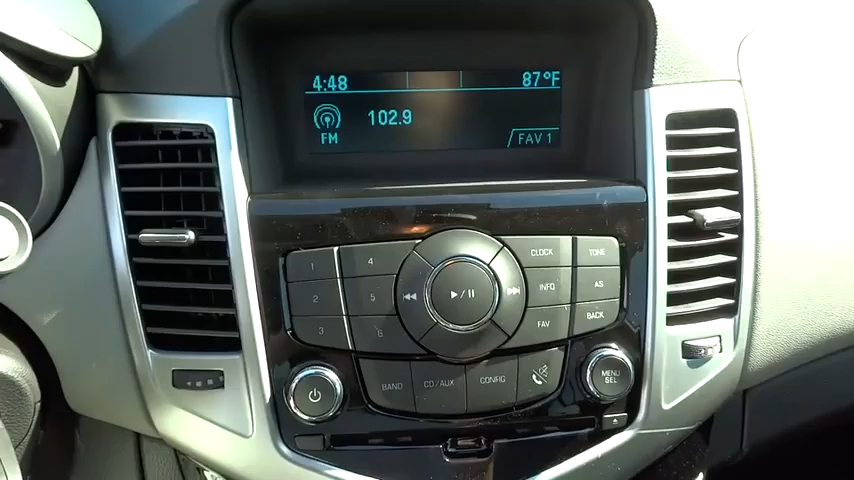 4:48 87°F
102.9
FM FAV 1
1 4 CLOCK TONE
2 5 INFO AS
3 6 FAV BACK
BAND CD/AUX CONFIG
MENU
SEL